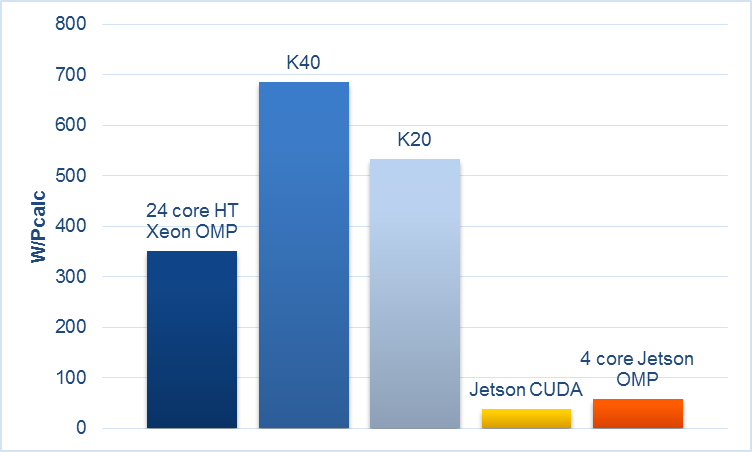 800
700
600
500
400
300
200
100
0
W/Pcalc
24 core HT
Xeon OMP
K40
K20
Jetson CUDA
4 core Jetson
OMP